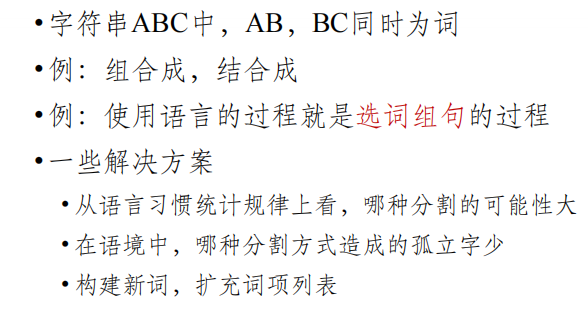 •字符串ABC中，AB，BC同时为词
•例：组合成，结合成
•例：使用语言的过程就是选词组句的过程
•一些解决方案
•从语言习惯统计规律上看，哪种分割的可能性大
•在语境中，哪种分割方式造成的孤立字少
•构建新词，扩充词项列表